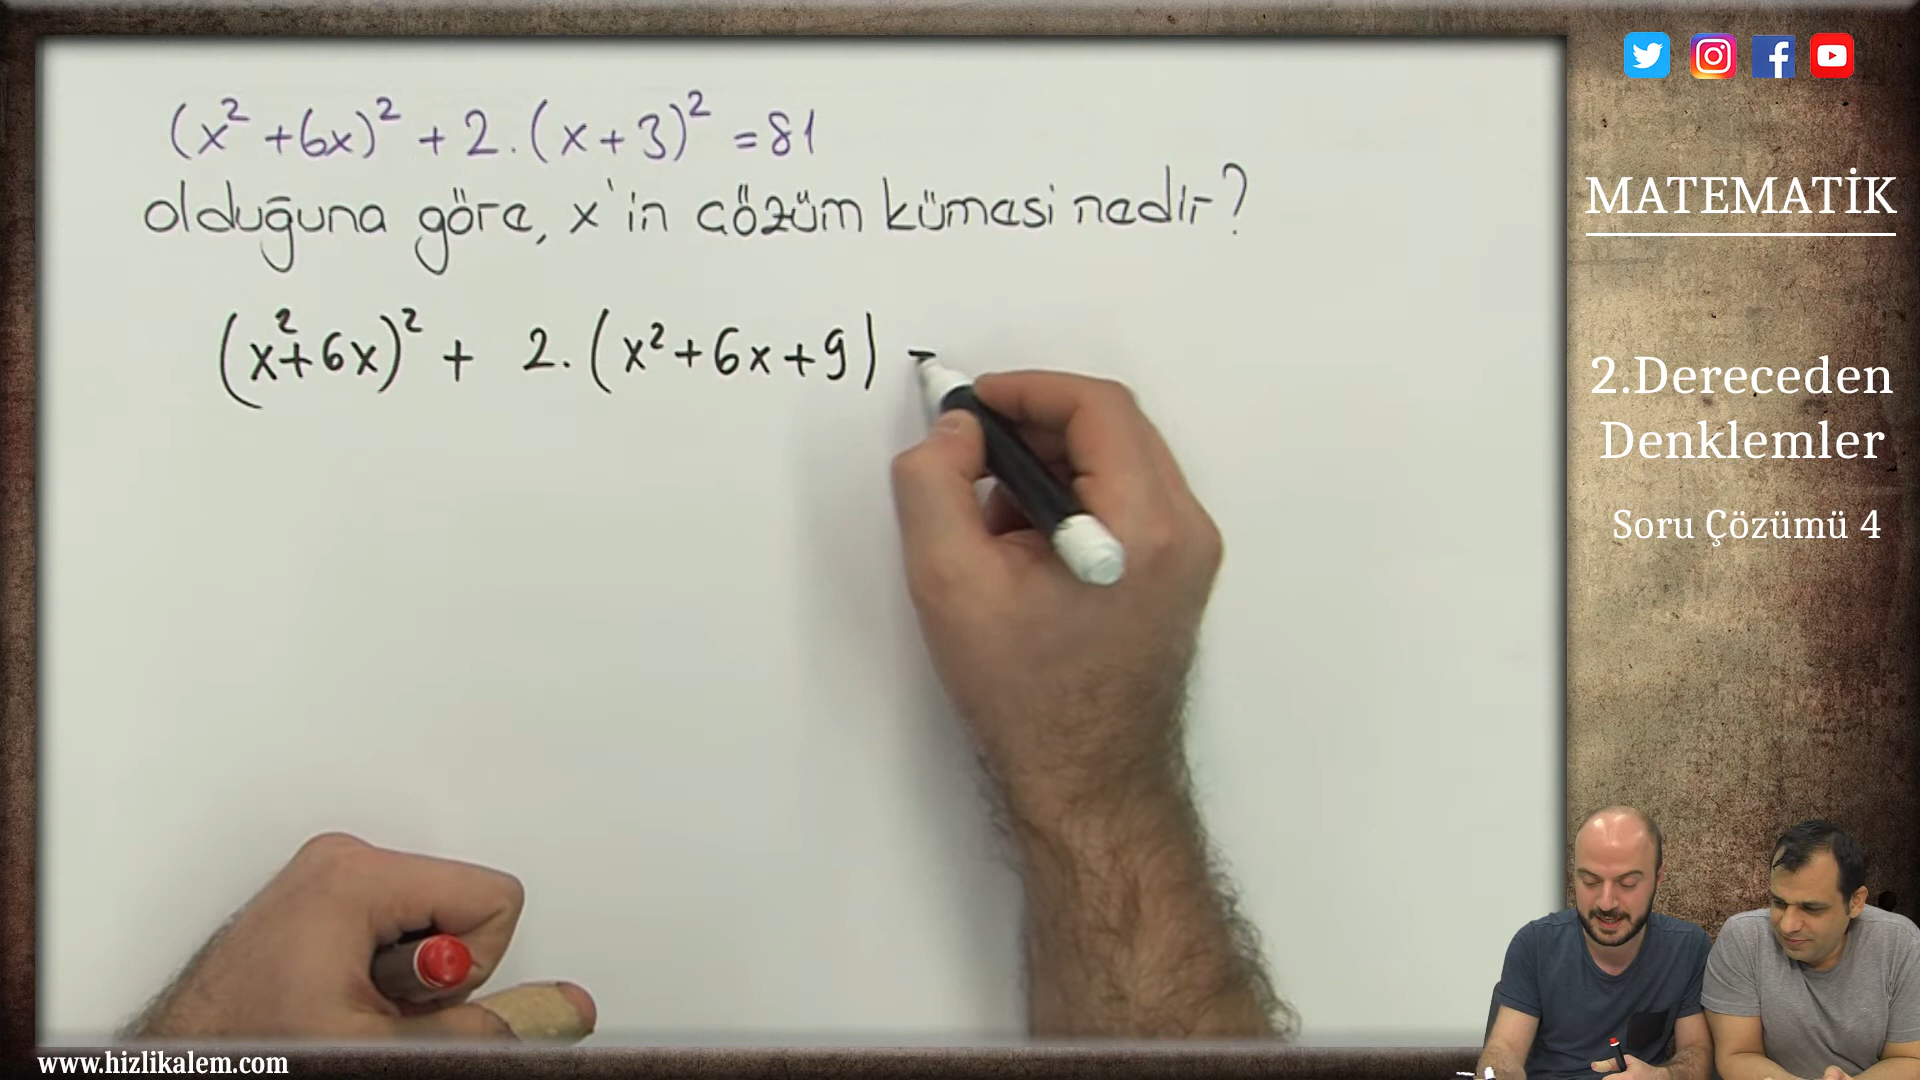 (x² + 6x)² + 2.(x + 3)² = 81
olduğuna göre, x'in çözüm kümesi nedir?
(x² + 6x)² + 2.(x² + 6x + 9) -
MATEMATİK
2.Dereceden
Denklemler
Soru Çözümü 4
www.hizlikalem.com